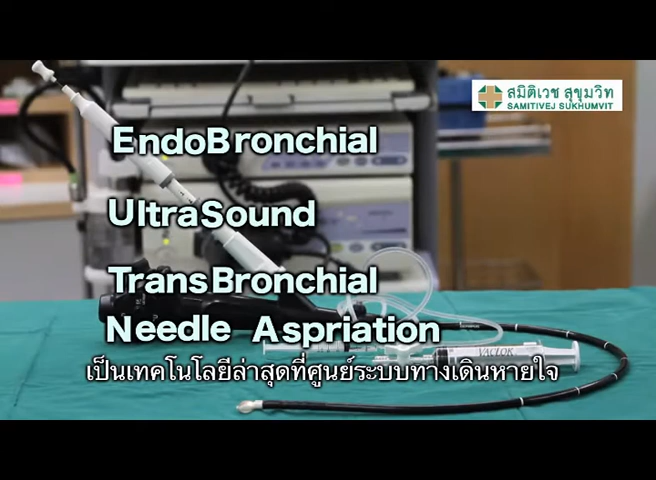 สมิติเวช สุขุมวิท
SAMITIVEJ SUKHUMVIT
EndoBronchial
UltraSound
TransBronchial
Needle Aspriation
VACLOK
เป็นเทคโนโลยีล่าสุดที่ศูนย์ระบบทางเดินหายใจ